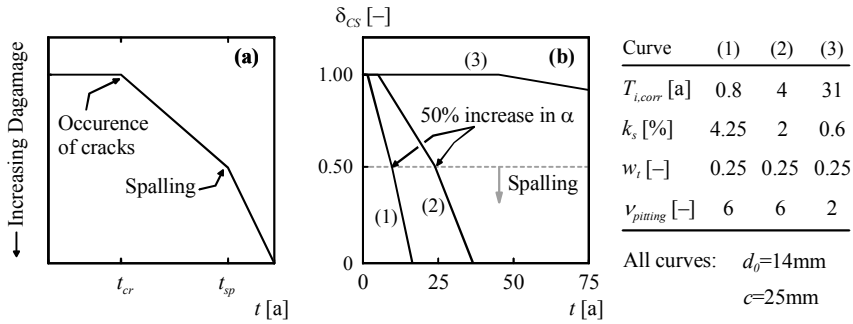 Increasing Dagamage
(a)
Occurence
of cracks
Spalling
t_cr
t_sp
t [a]
δ_CS [–]
(b)
1.00
0.50
0
(3)
50% increase in α
Spalling
(1)
(2)
0
25
50
75
t [a]
Curve (1) (2) (3)
T_i,corr [a] 0.8 4 31
k_s [%] 4.25 2 0.6
w_t [–] 0.25 0.25 0.25
ν_pitting [–] 6 6 2
All curves: d_0=14mm
c=25mm